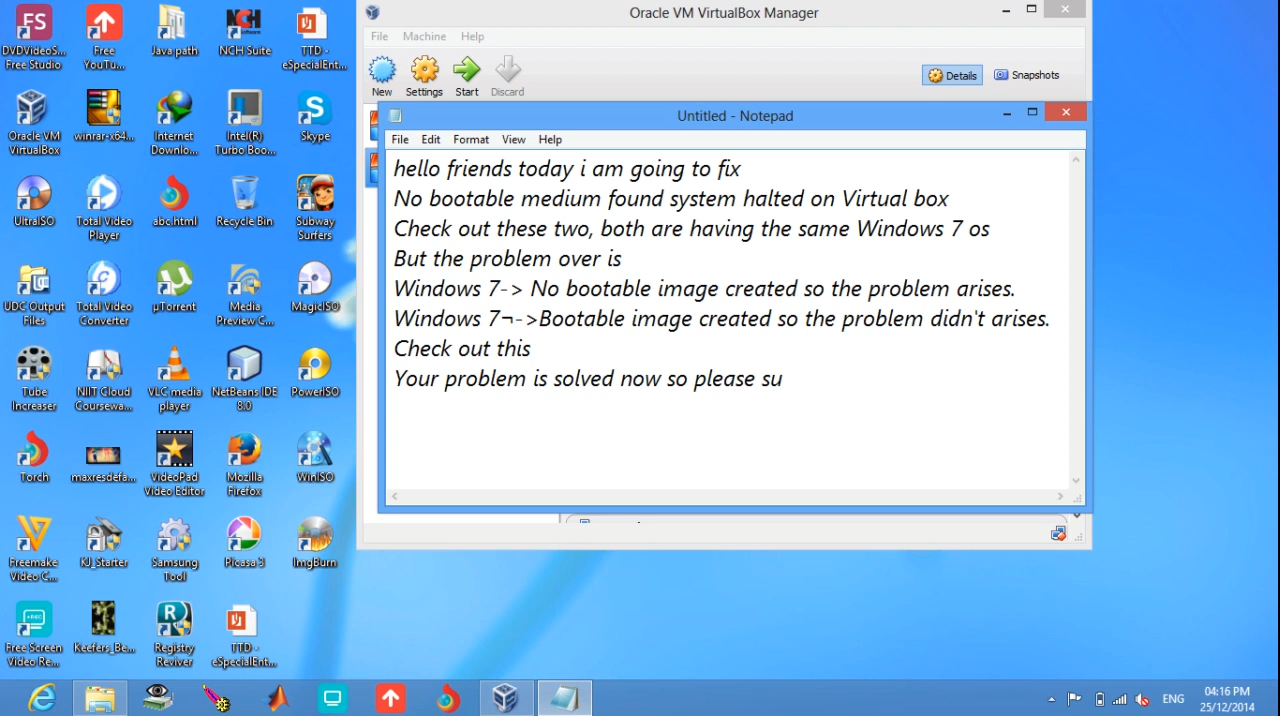 FS
DVDVideoS...
Free Studio
Free
YouTu...
Java path
NCH
NCH Suite
TTD -
eSpecialEnt...
Oracle VM
VirtualBox
winrar-x64...
Internet
Downlo...
Intel(R)
Turbo Boo...
Skype
UltraISO
Total Video
Player
abc.html
Recycle Bin
Subway
Surfers
UDC Output
Files
Total Video
Converter
µTorrent
Media
Preview C...
MagicISO
Tube
Increaser
NIIT Cloud
Coursewa...
VLC media
player
NetBeans IDE
8.0
PowerISO
Torch
maxresdefa...
VideoPad
Video Editor
Mozilla
Firefox
WinISO
Freemake
Video C...
KJ_Starter
Samsung
Tool
Picasa 3
ImgBurn
Free Screen
Video Re...
Keefers_Be...
Registry
Reviver
TTD -
eSpecialEnt...
Oracle VM VirtualBox Manager
File Machine Help
New Settings Start Discard
Details Snapshots
Untitled - Notepad
File Edit Format View Help
hello friends today i am going to fix
No bootable medium found system halted on Virtual box
Check out these two, both are having the same Windows 7 os
But the problem over is
Windows 7-> No bootable image created so the problem arises.
Windows 7¬->Bootable image created so the problem didn't arises.
Check out this
Your problem is solved now so please su
ENG
04:16 PM
25/12/2014